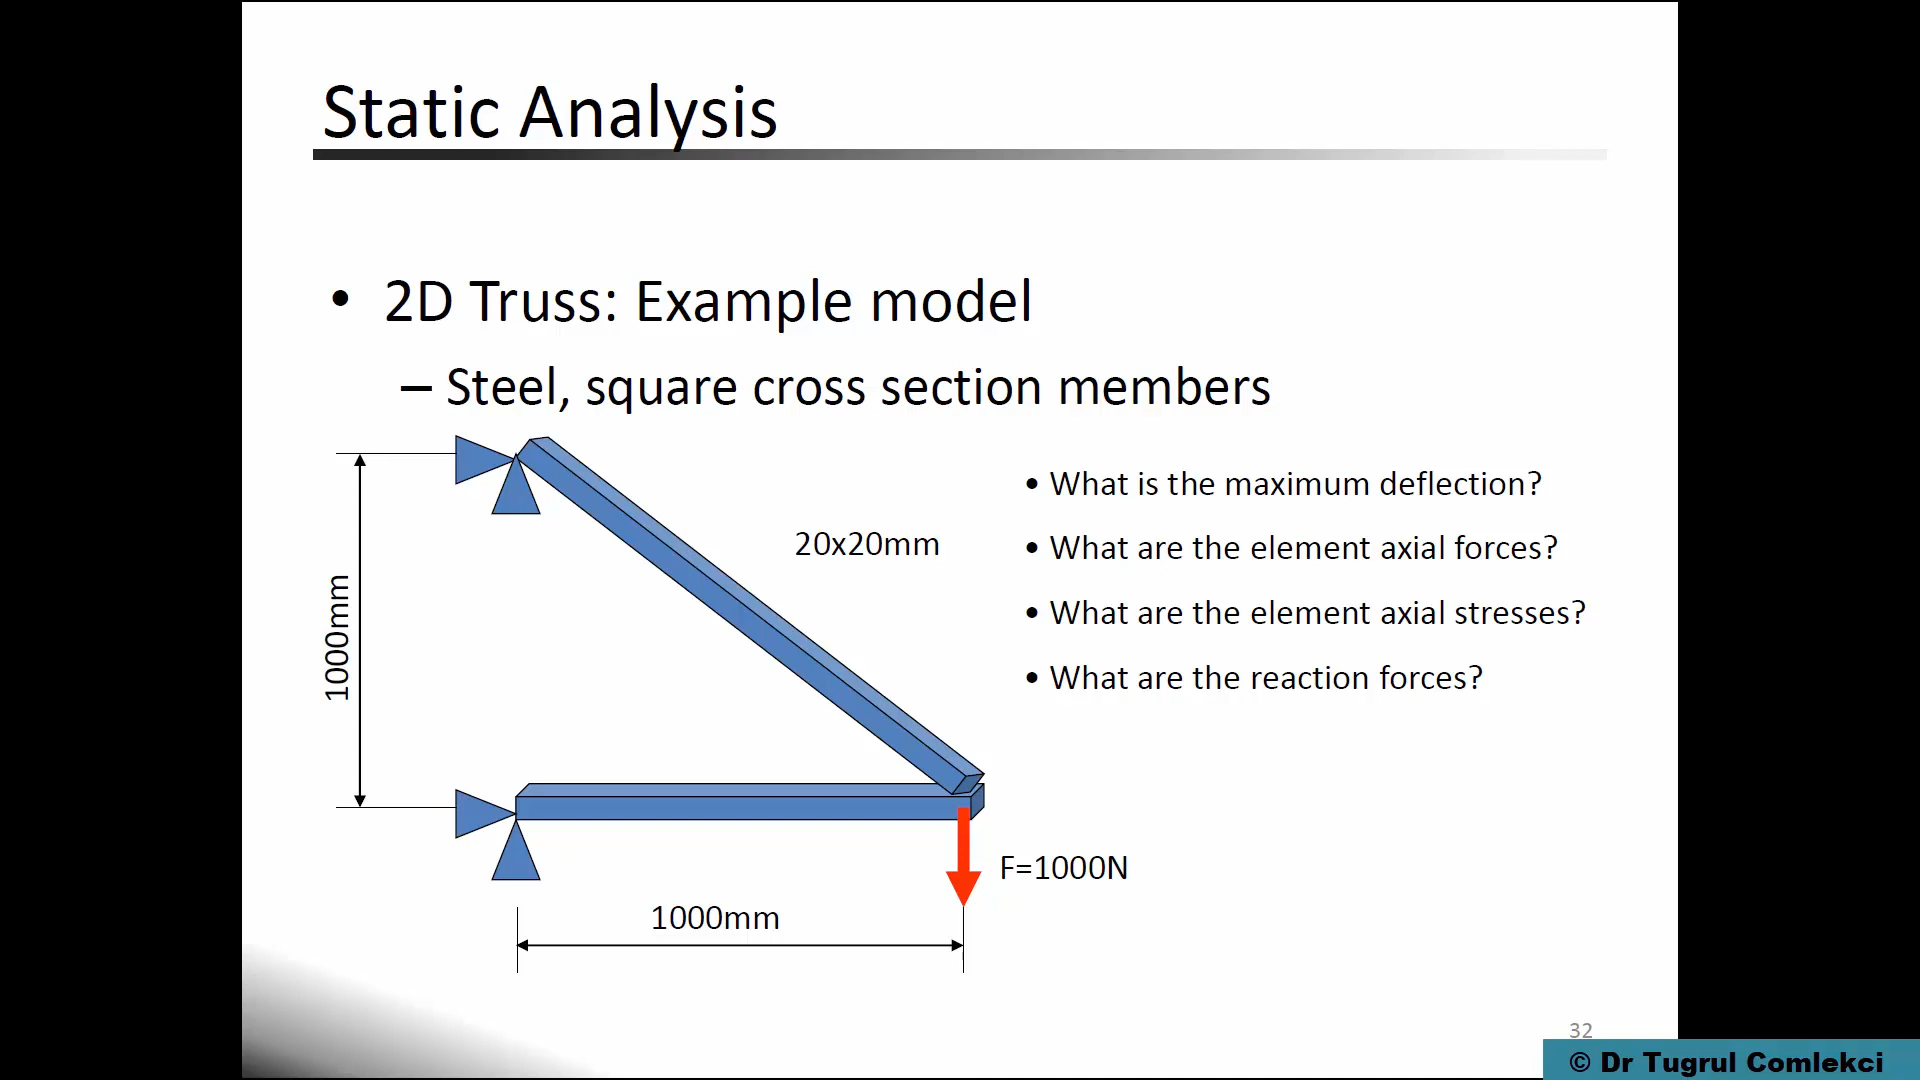 Static Analysis
• 2D Truss: Example model
– Steel, square cross section members
• What is the maximum deflection?
20x20mm
• What are the element axial forces?
• What are the element axial stresses?
1000mm
• What are the reaction forces?
F=1000N
1000mm
32
© Dr Tugrul Comlekci